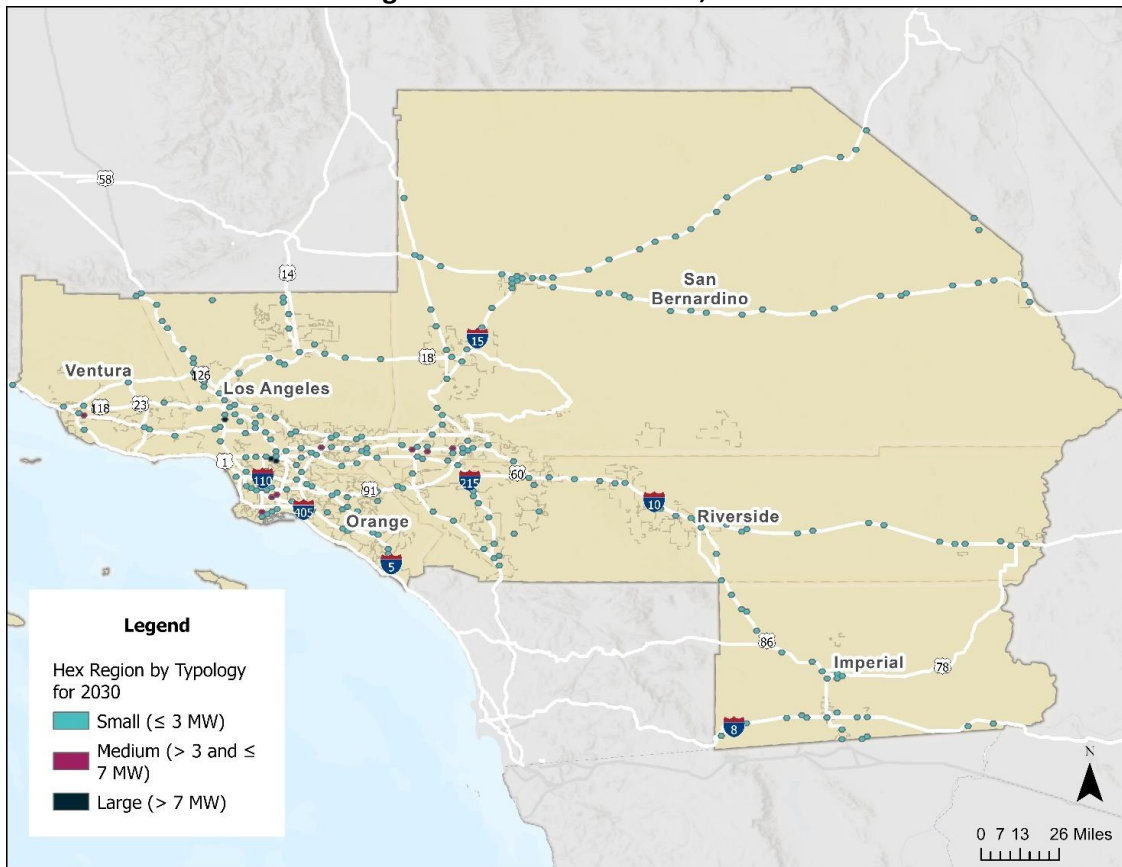 58
14
San
Bernardino
15
18
Ventura
126
Los Angeles
118
23
1
110
215
60
91
10
405
Orange
Riverside
5
86
Imperial
78
8
Legend
Hex Region by Typology
for 2030
Small (≤ 3 MW)
Medium (> 3 and ≤
7 MW)
Large (> 7 MW)
N
0 7 13 26 Miles